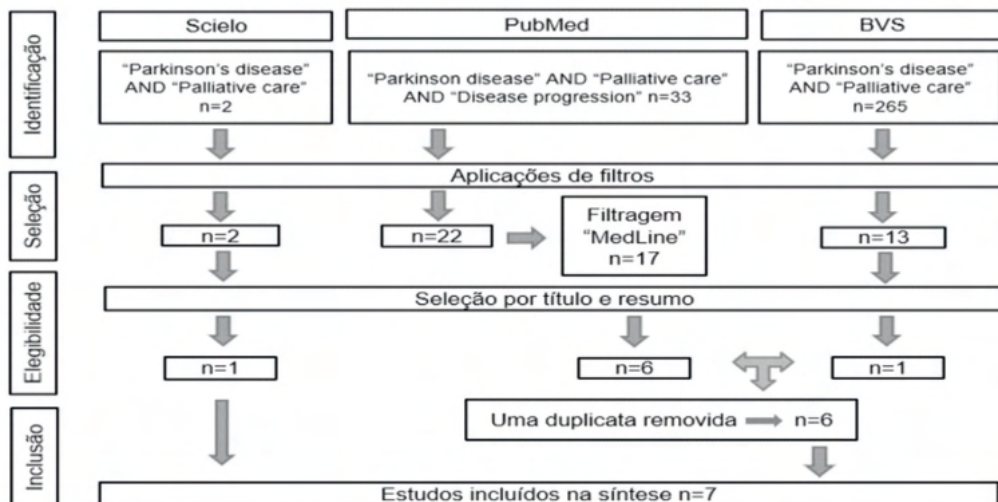 Identificação
Scielo
PubMed
BVS
“Parkinson's disease”
AND “Palliative care”
n=2
“Parkinson disease” AND “Palliative care”
AND “Disease progression” n=33
“Parkinson's disease”
AND “Palliative care”
n=265
Seleção
Aplicações de filtros
n=2
n=22
Filtragem
“MedLine”
n=17
n=13
Elegibilidade
Seleção por título e resumo
n=1
n=6
n=1
Inclusão
Uma duplicata removida n=6
Estudos incluídos na síntese n=7